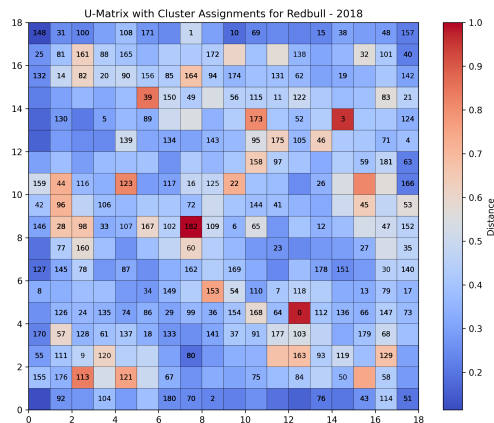 U-Matrix with Cluster Assignments for Redbull - 2018
18 148 31 100 108 171 1 10 69 15 38 48 157 1.0
25 81 161 88 165 172 12 138 32 101 40
16 132 14 82 20 90 156 85 164 94 174 131 62 19 142 0.9
39 150 49 56 115 11 122 83 21
14 130 5 89 173 52 3 124 0.8
139 134 143 95 175 105 46 71 4
12 158 97 59 181 63 0.7
159 44 116 123 117 16 125 22 26 166
10 42 96 106 72 144 41 45 53 0.6
146 28 98 33 107 167 102 182 109 6 65 12 47 152
8 77 160 60 23 27 35 0.5
127 145 78 87 162 169 178 151 30 140
6 8 34 149 153 54 110 7 118 13 79 17 0.4
126 24 135 74 86 29 99 36 154 168 64 0 112 136 66 147 73
4 170 57 128 61 137 18 133 141 37 91 177 103 179 68 0.3
55 111 9 120 80 163 93 119 129
2 155 176 113 121 67 75 84 50 58 0.2
92 104 180 70 2 76 43 114 51
0
0 2 4 6 8 10 12 14 16 18
Distance